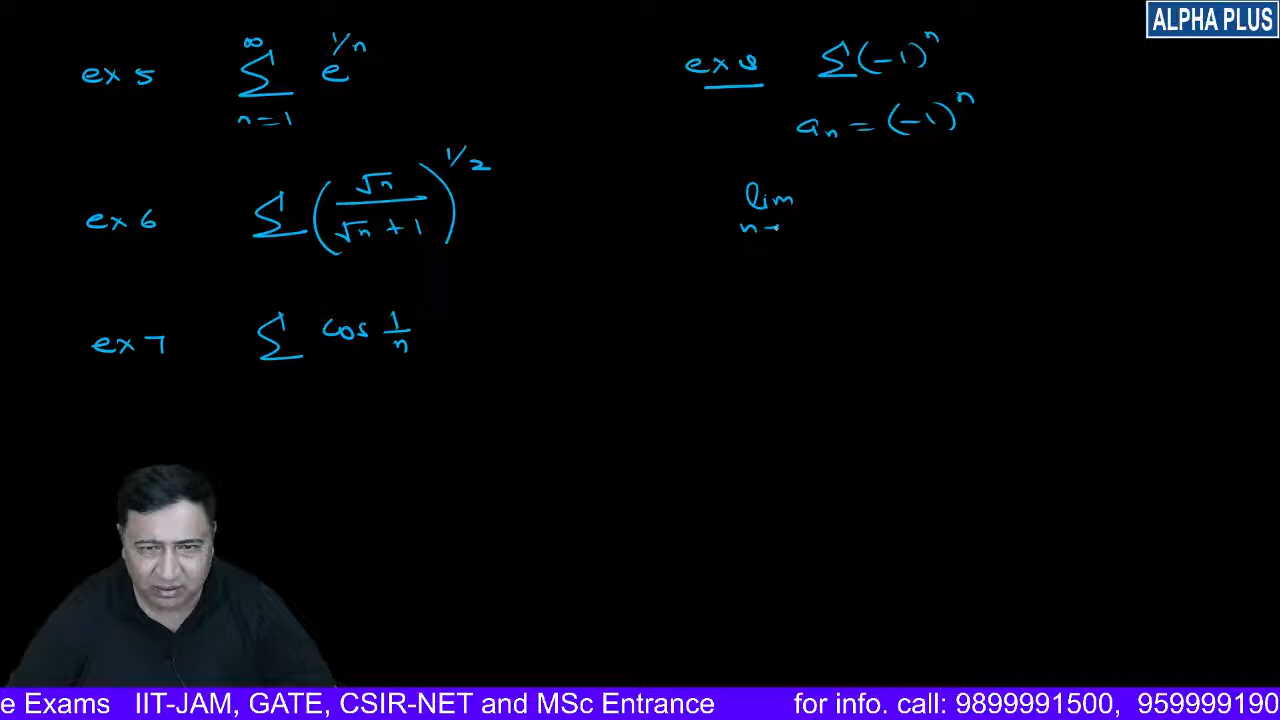 ALPHA PLUS
ex 5 ∞ Σ n=1 e^1/n
ex 6 Σ (√n / √n + 1)^1/2
ex 7 Σ cos 1/n
ex 8 Σ (-1)^n
a_n = (-1)^n
lim
n -
e Exams IIT-JAM, GATE, CSIR-NET and MSc Entrance for info. call: 9899991500, 959999190